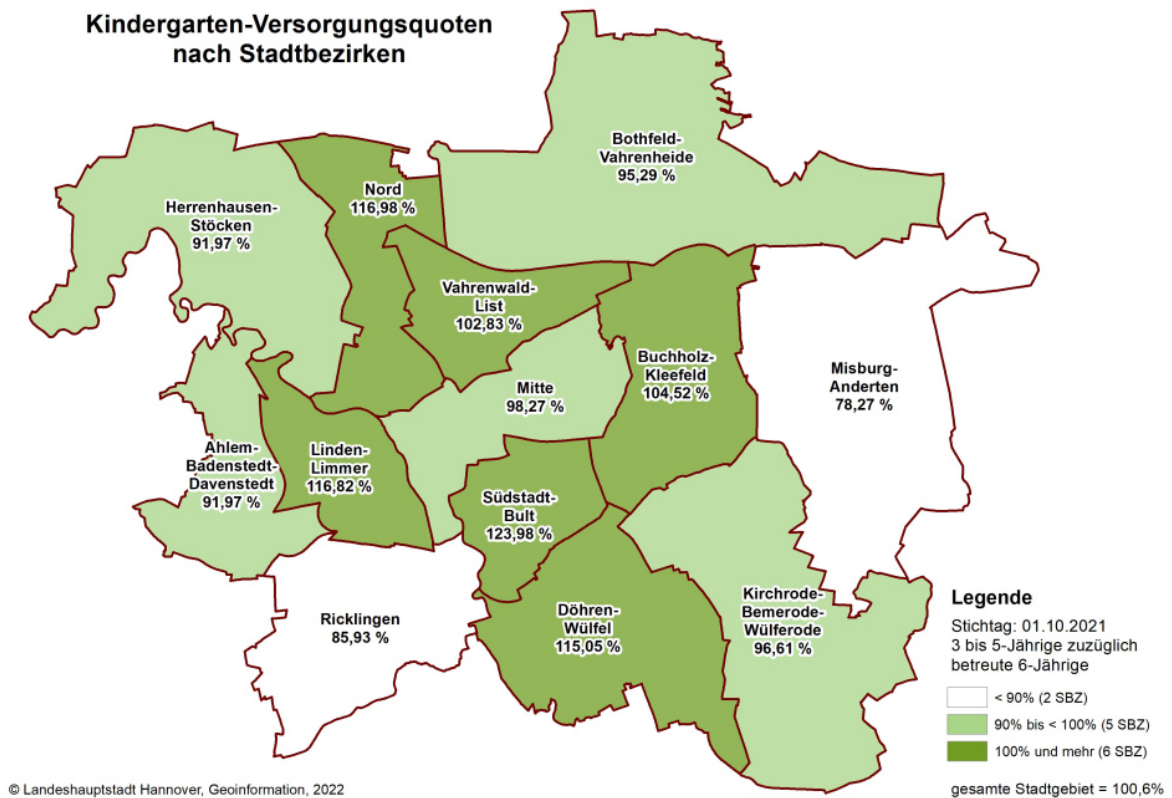 Kindergarten-Versorgungsquoten
nach Stadtbezirken
Bothfeld-
Vahrenheide
95,29 %
Nord
116,98 %
Herrenhausen-
Stöcken
91,97 %
Vahrenwald-
List
102,83 %
Buchholz-
Kleefeld
104,52 %
Misburg-
Anderten
78,27 %
Mitte
98,27 %
Ahlem-
Badenstedt-
Davenstedt
91,97 %
Linden-
Limmer
116,82 %
Südstadt-
Bult
123,98 %
Ricklingen
85,93 %
Döhren-
Wülfel
115,05 %
Kirchrode-
Bemerode-
Wülferode
96,61 %
Legende
Stichtag: 01.10.2021
3 bis 5-Jährige zuzüglich
betreute 6-Jährige
< 90% (2 SBZ)
90% bis < 100% (5 SBZ)
100% und mehr (6 SBZ)
gesamte Stadtgebiet = 100,6%
© Landeshauptstadt Hannover, Geoinformation, 2022